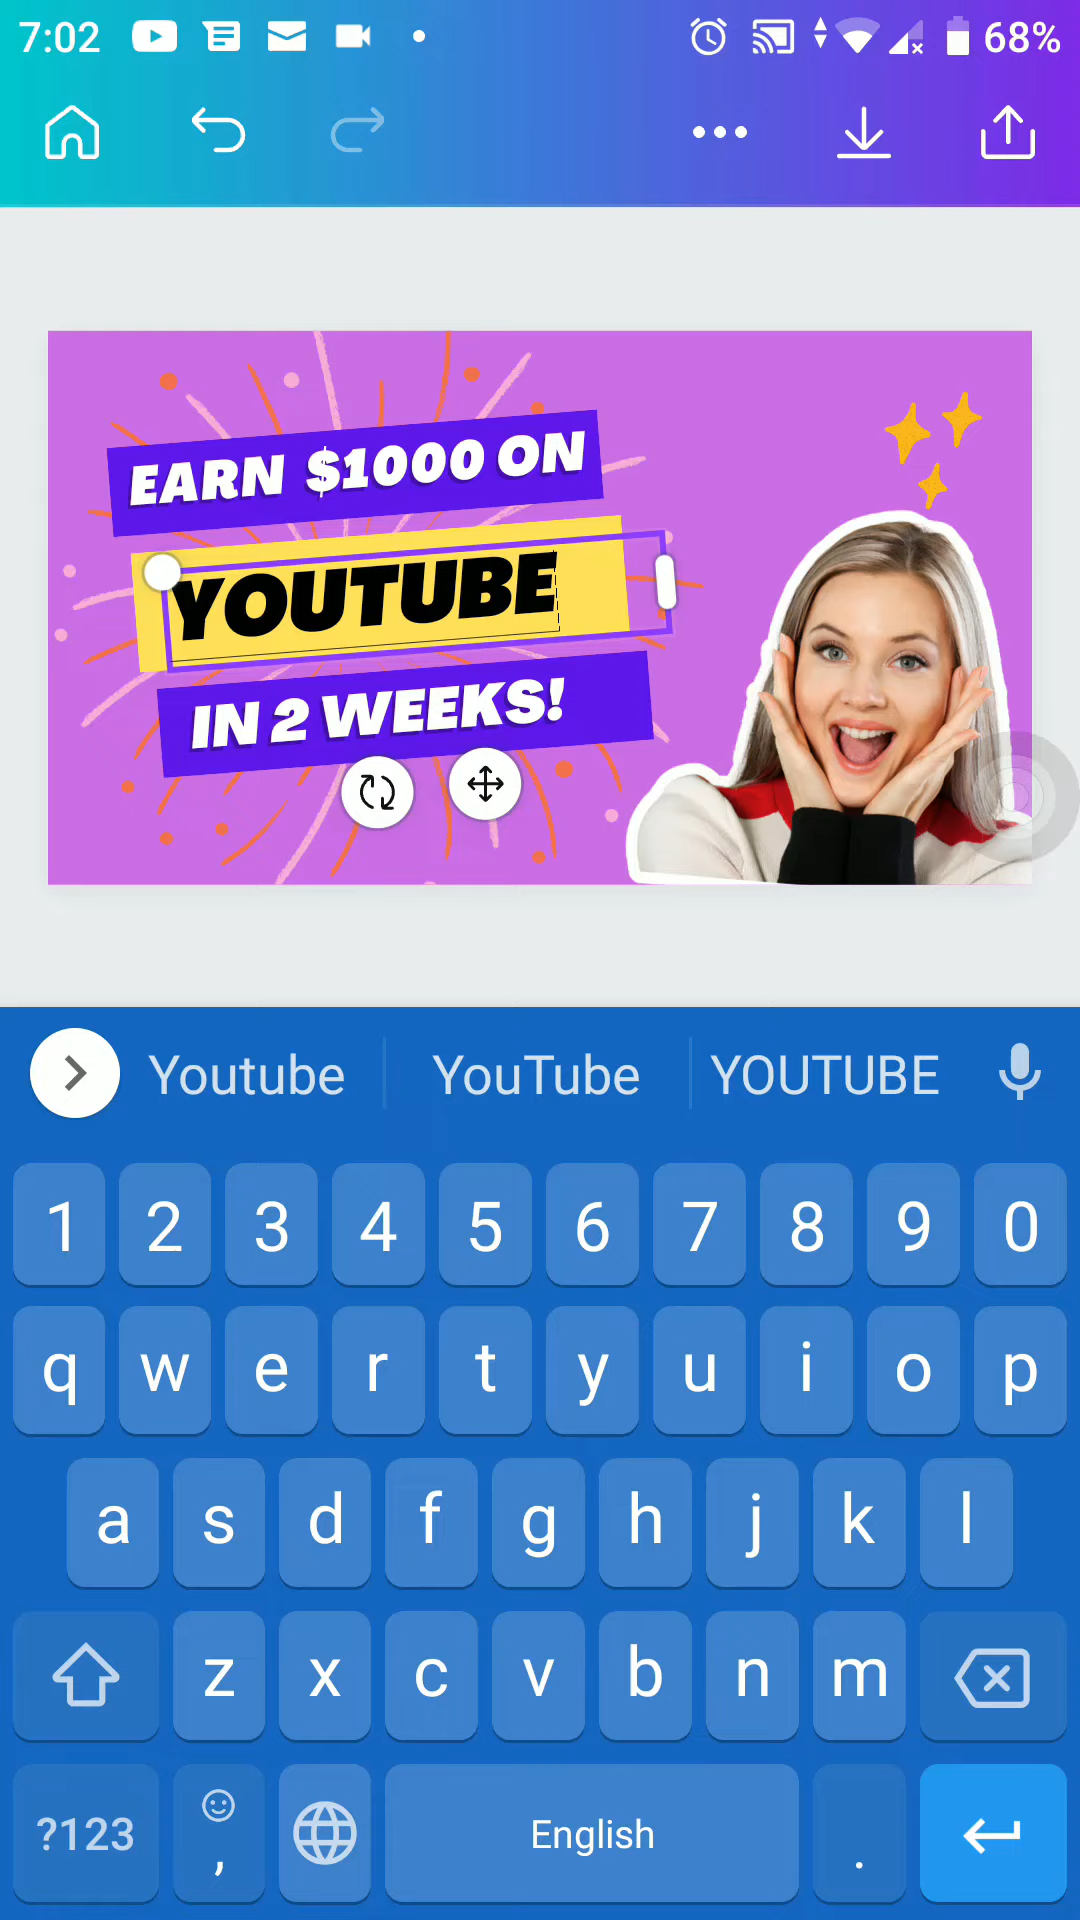 7:02 68%
EARN $1000 ON
YOUTUBE
IN 2 WEEKS!
Youtube YouTube YOUTUBE
1 2 3 4 5 6 7 8 9 0
q w e r t y u i o p
a s d f g h j k l
z x c v b n m
?123 , English .